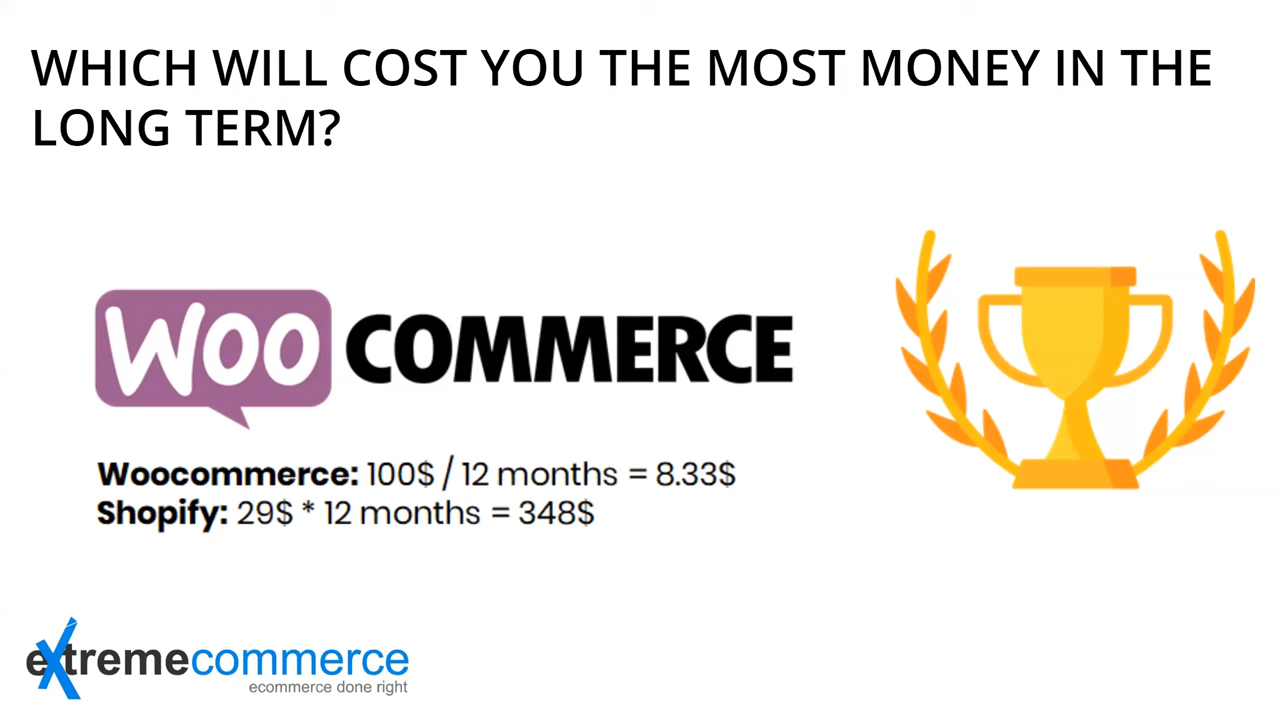 WHICH WILL COST YOU THE MOST MONEY IN THE
LONG TERM?
WOO COMMERCE
Woocommerce: 100$ / 12 months = 8.33$
Shopify: 29$ * 12 months = 348$
extremecommerce
ecommerce done right